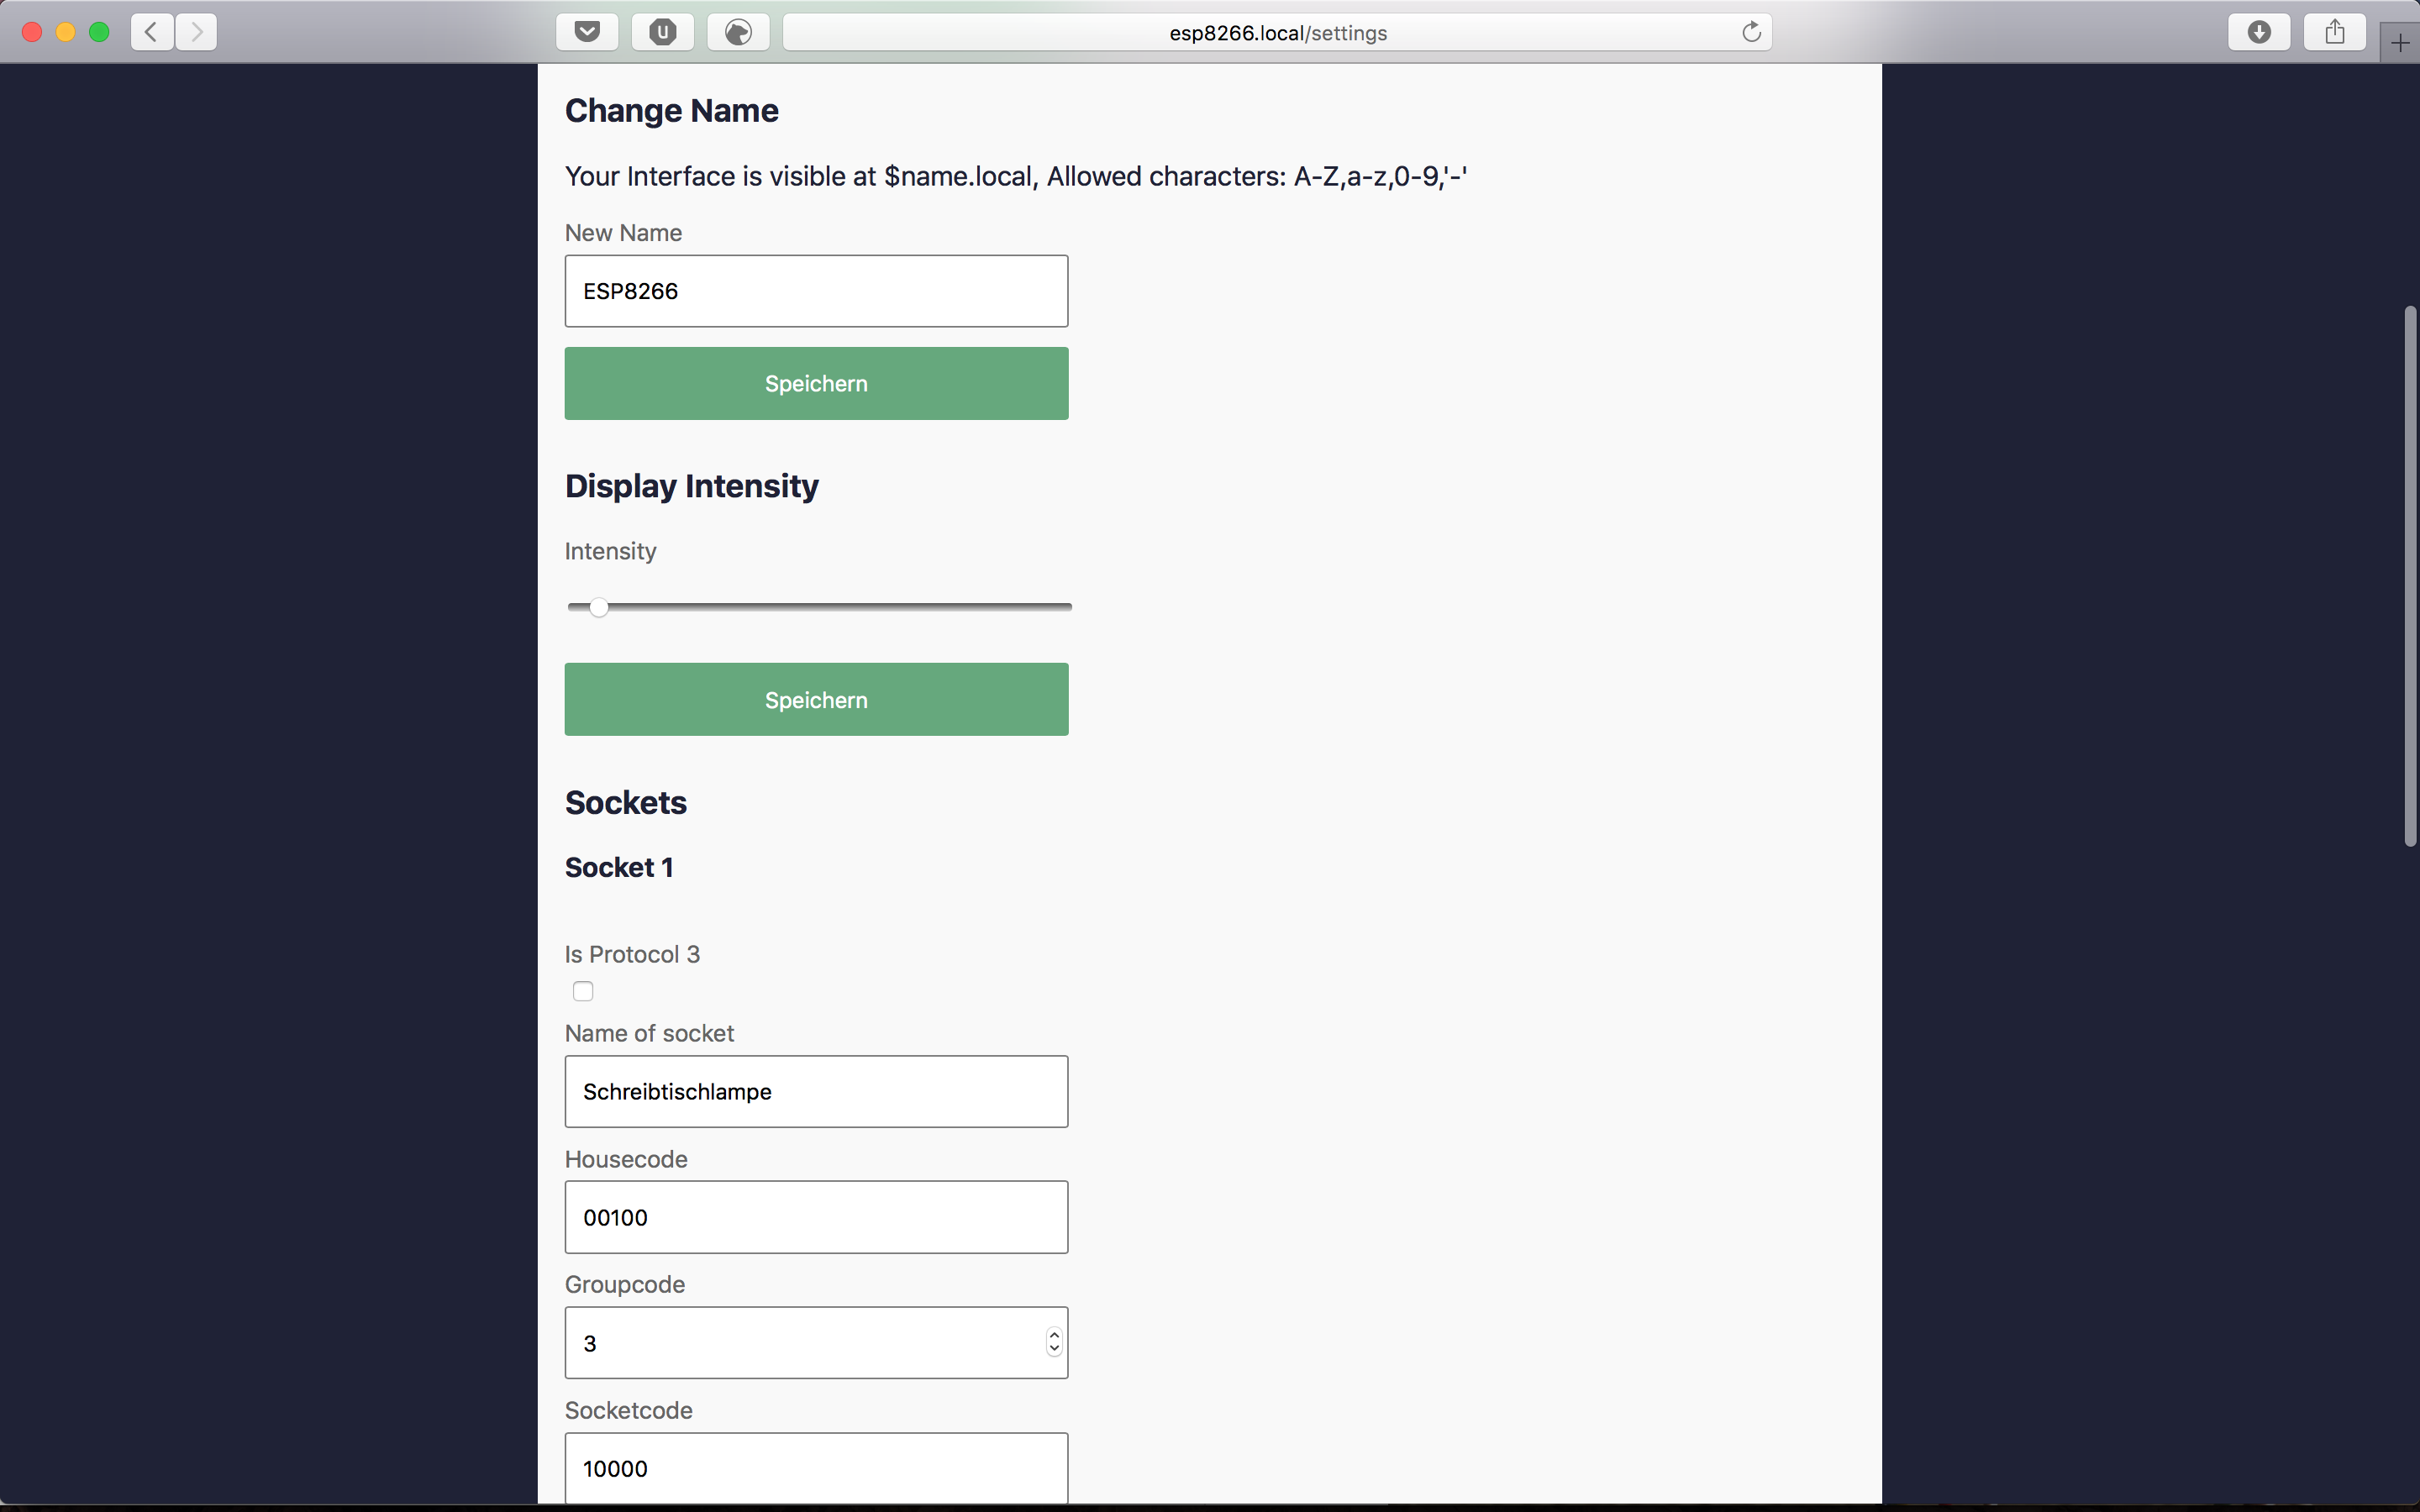 U
esp8266.local/settings
Change Name
Your Interface is visible at $name.local, Allowed characters: A-Z,a-z,0-9,'-'
New Name
ESP8266
Speichern
Display Intensity
Intensity
Speichern
Sockets
Socket 1
Is Protocol 3
Name of socket
Schreibtischlampe
Housecode
00100
Groupcode
3
Socketcode
10000